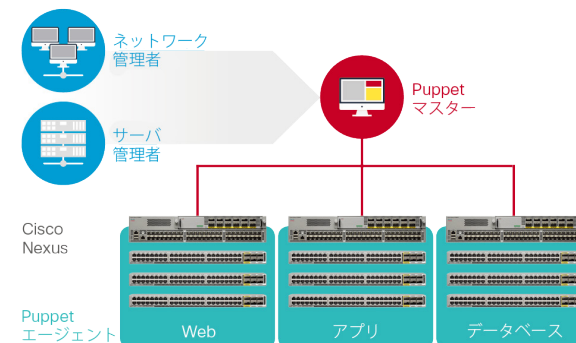 ネットワーク
管理者
サーバ
管理者
Puppet
マスター
Cisco
Nexus
Puppet
エージェント
Web
アプリ
データベース